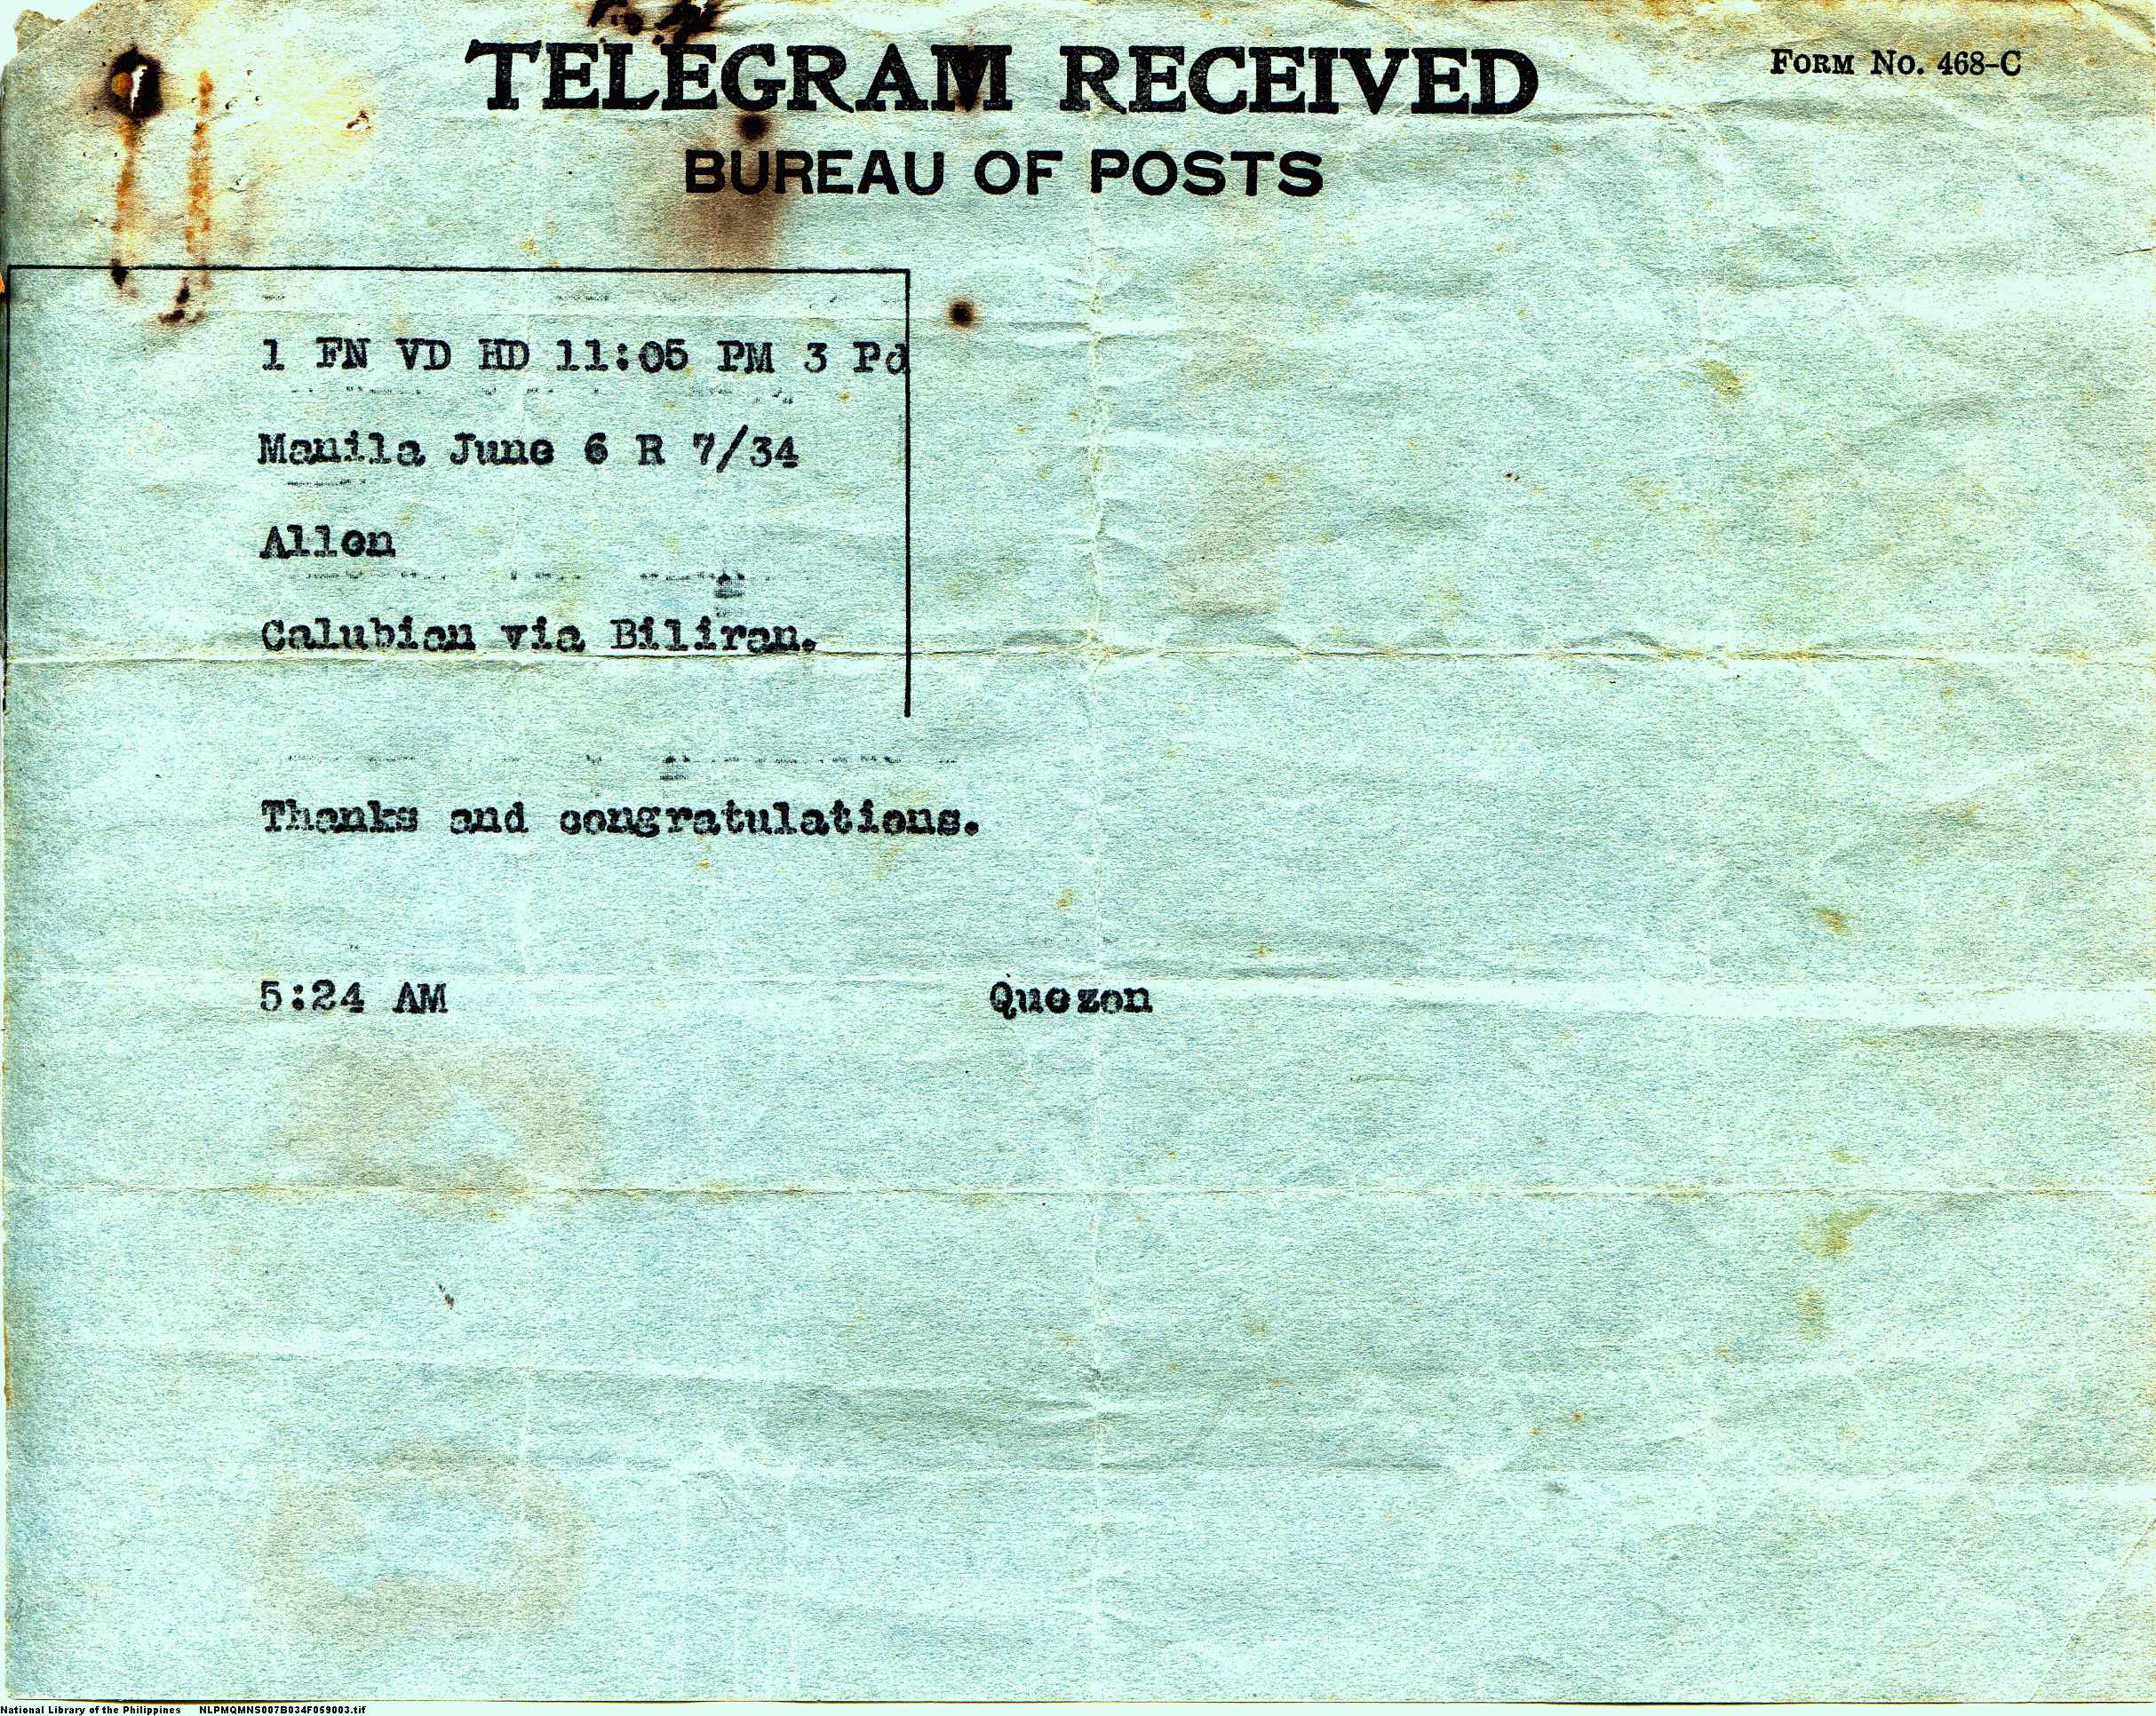 TELEGRAM RECEIVED
FORM NO. 468-C
BUREAU OF POSTS
1 FN VD HD 11:05 PM 3 Pd
Manila June 6 R 7/34
Allen
Calubian via Biliran.
Thanks and congratulations.
5:24 AM Quezon
National Library of the Philippines NLPMQMNS007B034F059003.tif